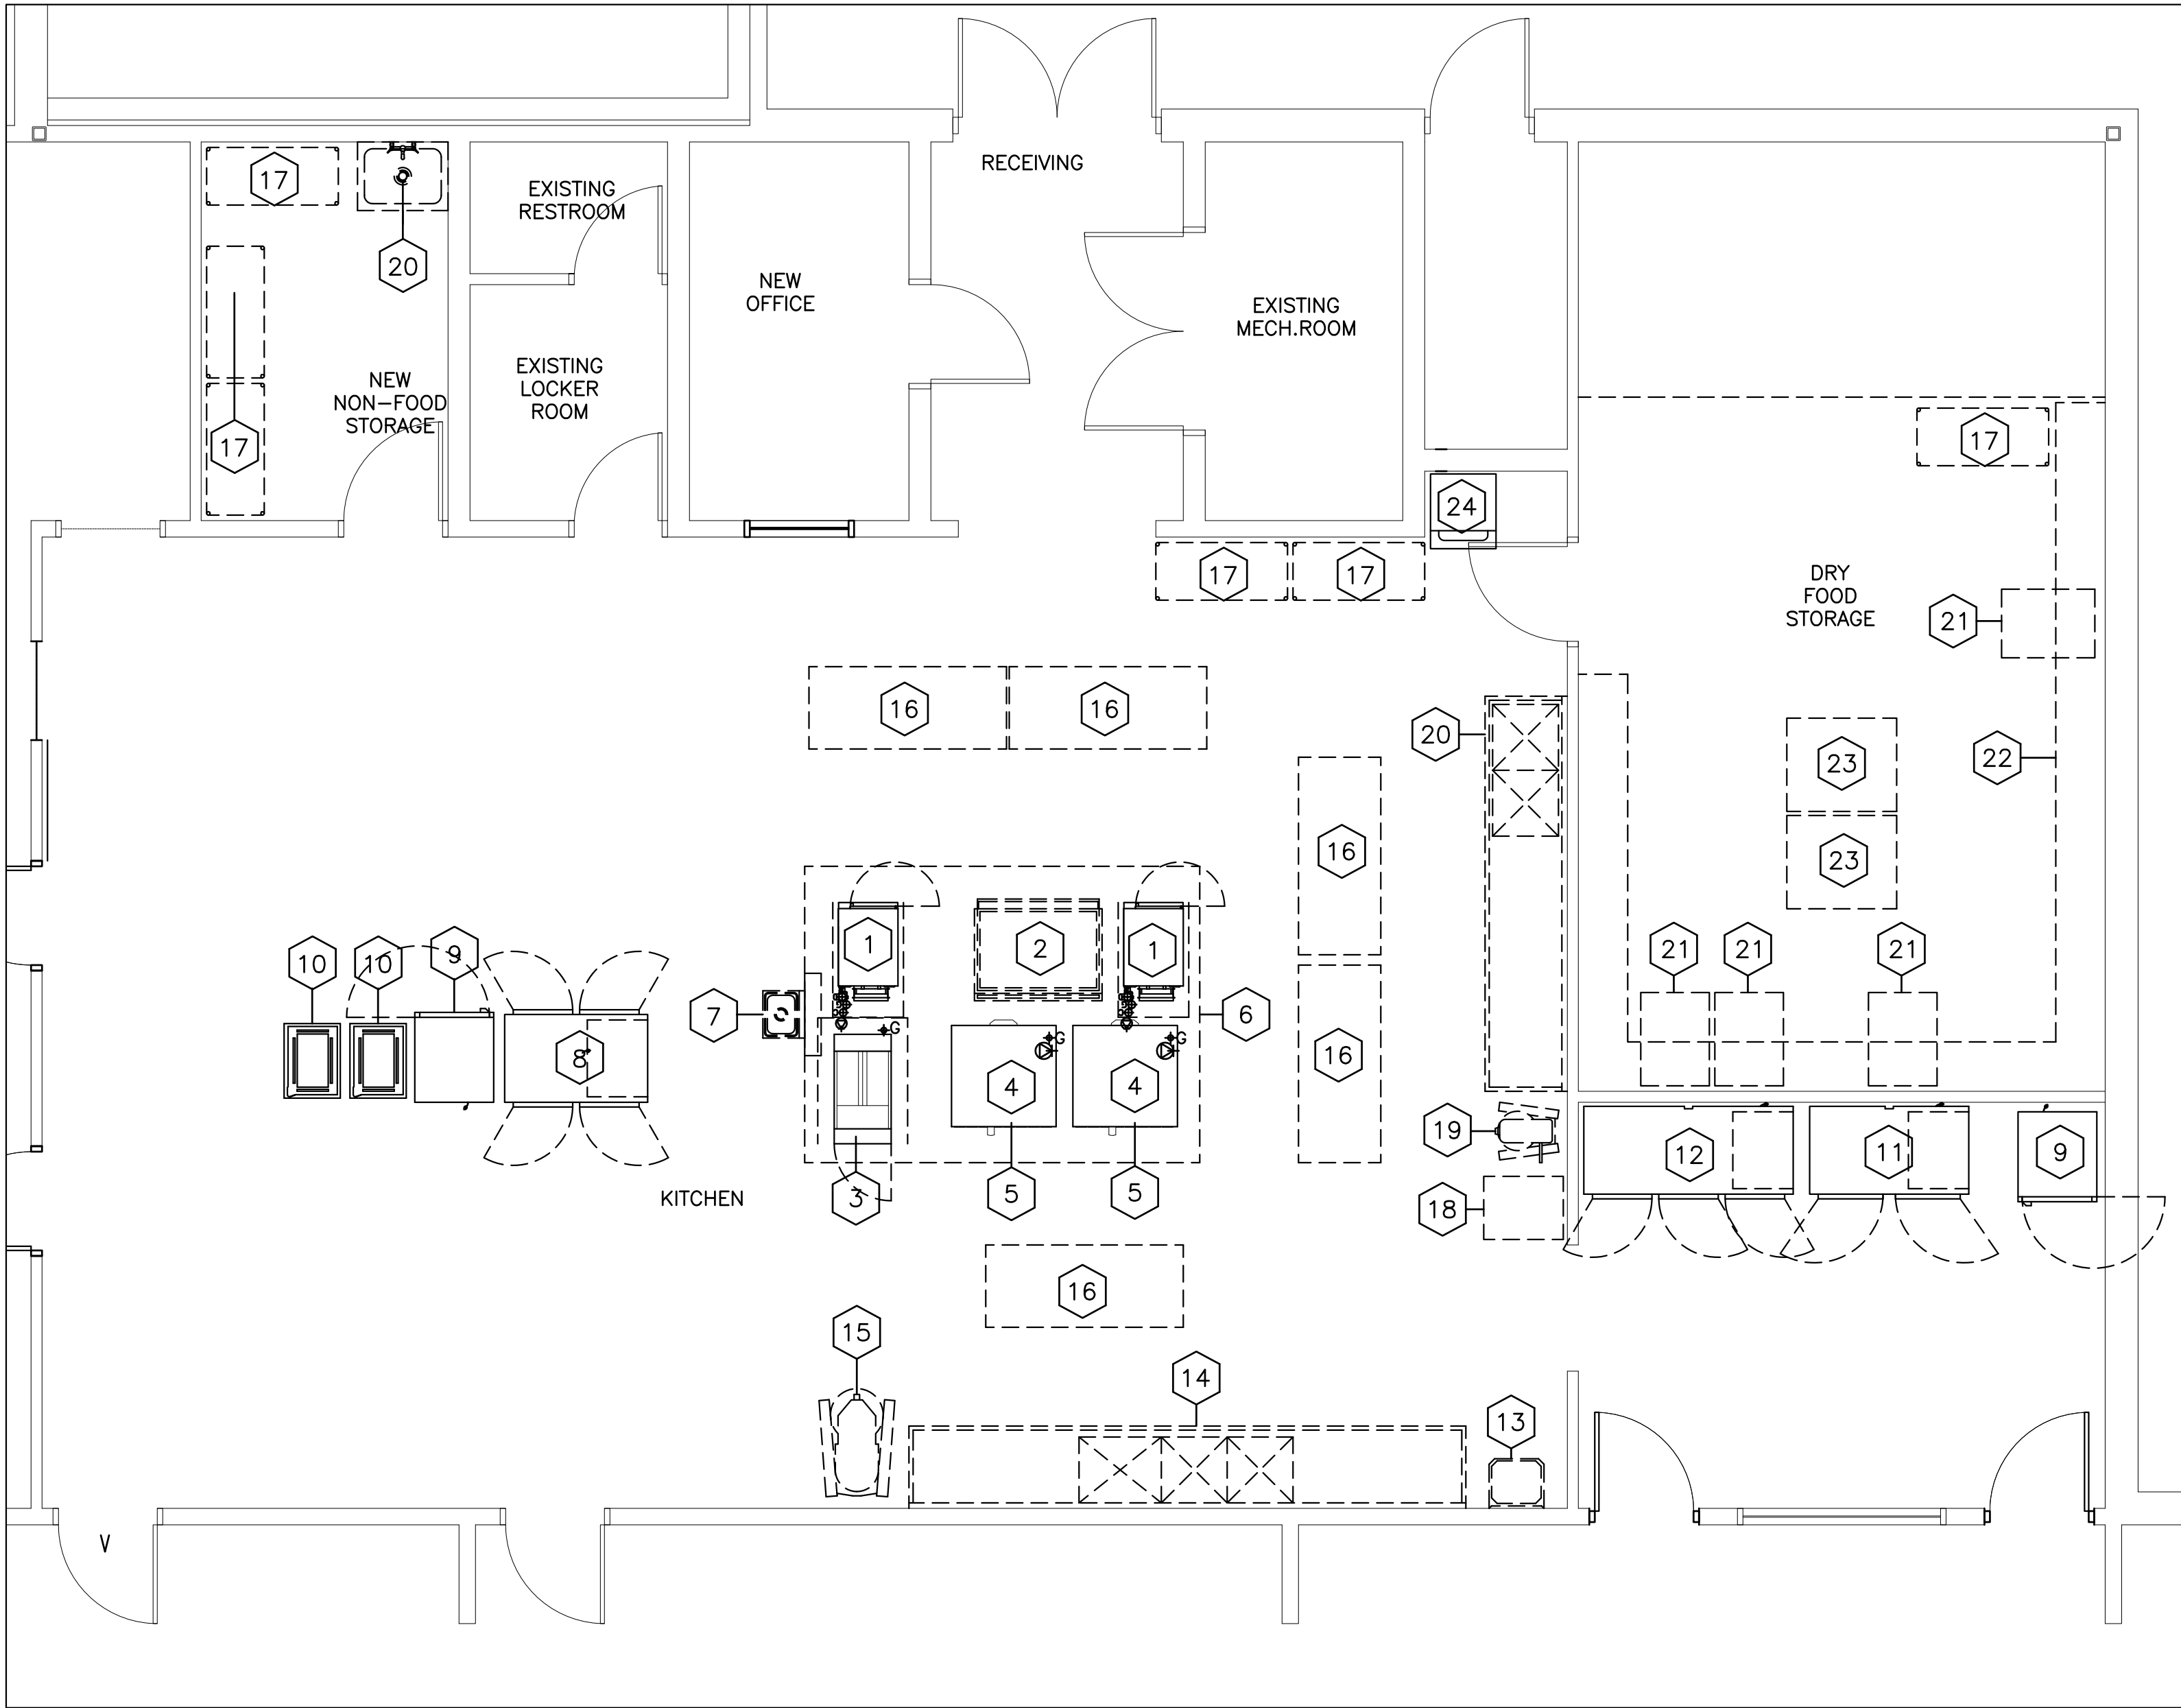 RECEIVING
17
EXISTING
RESTROOM
20
NEW
OFFICE
EXISTING
MECH.ROOM
EXISTING
LOCKER
ROOM
NEW
NON-FOOD
STORAGE
17
17
24
17
17
DRY
FOOD
STORAGE
21
16
16
20
22
23
16
23
1
2
1
10
10
9
21
21
21
7
6
G
G
G
8
16
4
4
19
12
11
9
3
5
5
KITCHEN
18
16
15
14
13
V